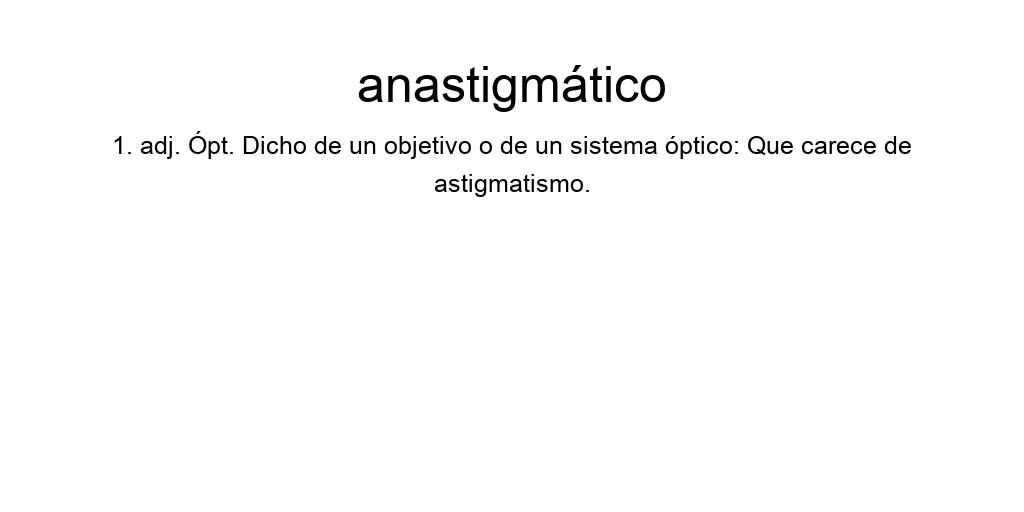 anastigmático
1. adj. Ópt. Dicho de un objetivo o de un sistema óptico: Que carece de
astigmatismo.